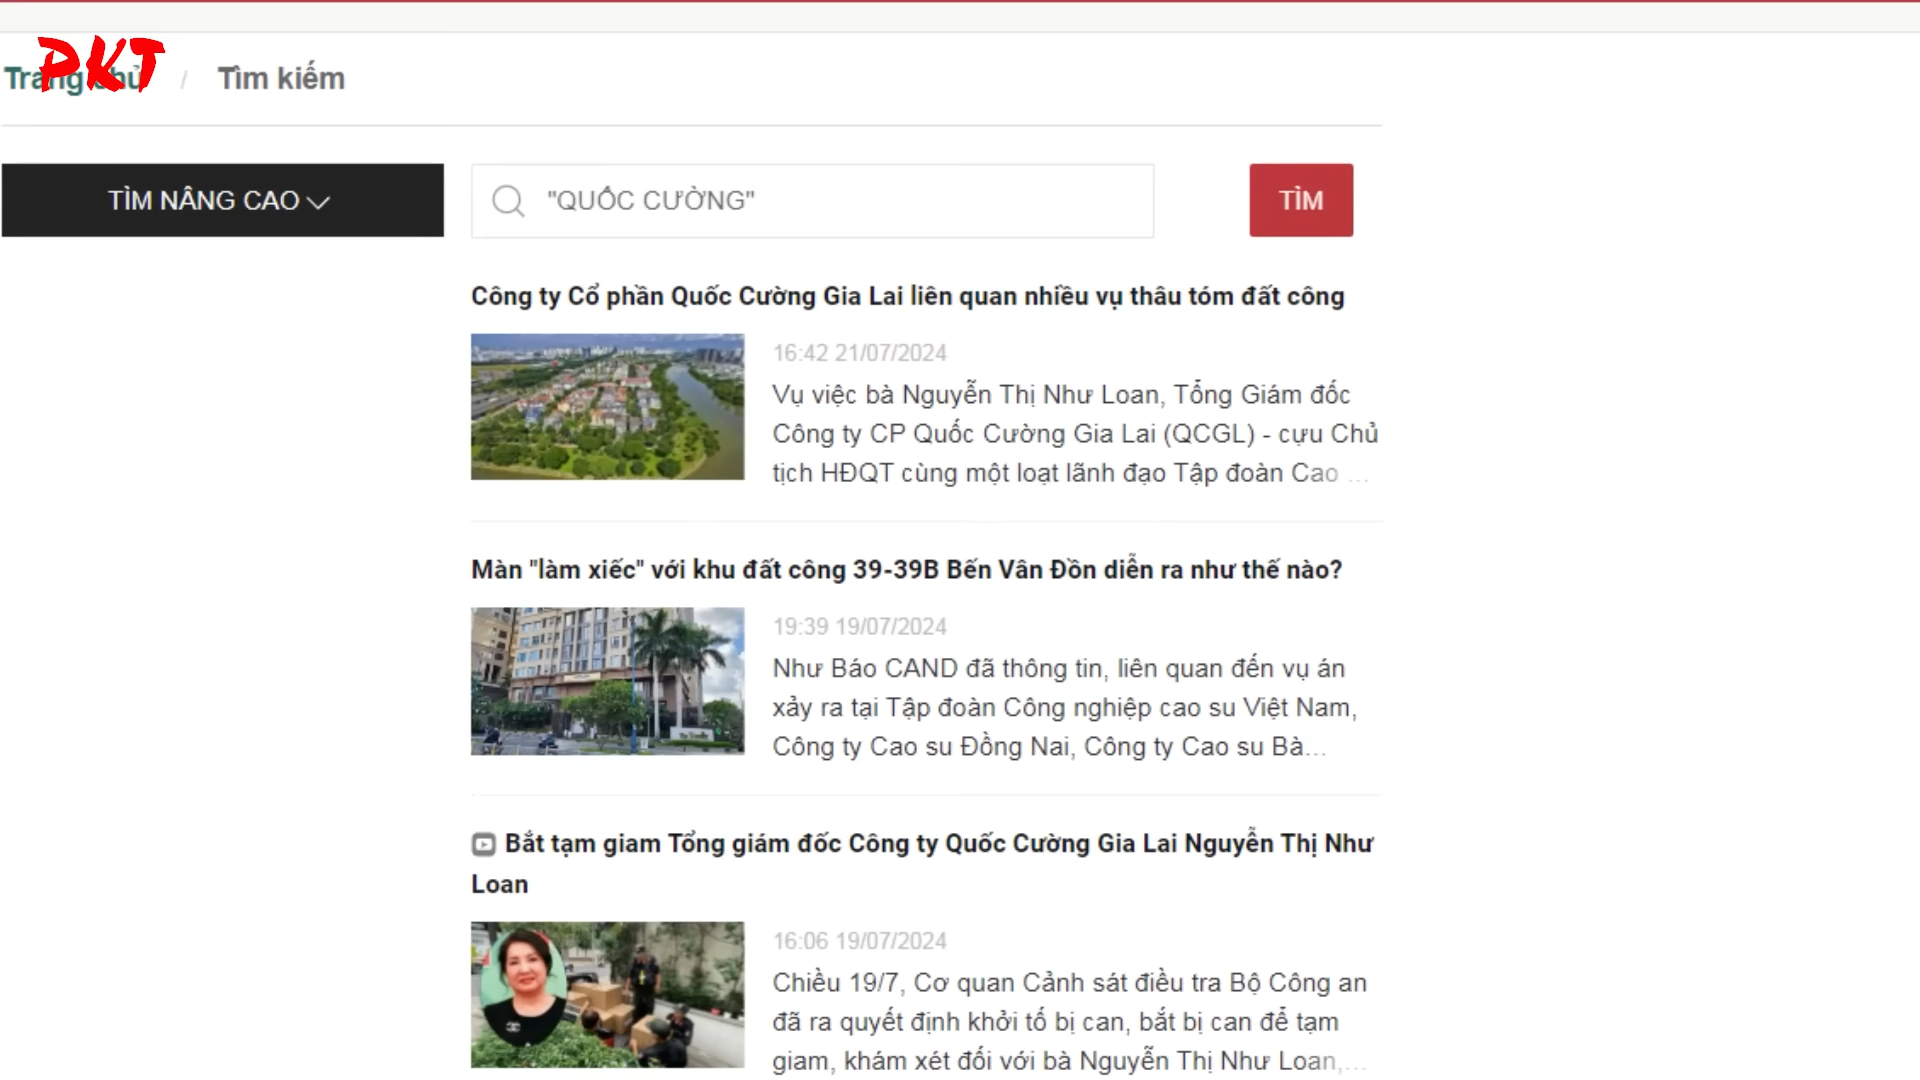 PKT
Trang chủ / Tìm kiếm
TÌM NÂNG CAO
"QUỐC CƯỜNG"
TÌM
Công ty Cổ phần Quốc Cường Gia Lai liên quan nhiều vụ thâu tóm đất công
16:42 21/07/2024
Vụ việc bà Nguyễn Thị Như Loan, Tổng Giám đốc
Công ty CP Quốc Cường Gia Lai (QCGL) - cựu Chủ
tịch HĐQT cùng một loạt lãnh đạo Tập đoàn Cao ...
Màn "làm xiếc" với khu đất công 39-39B Bến Vân Đồn diễn ra như thế nào?
19:39 19/07/2024
Như Báo CAND đã thông tin, liên quan đến vụ án
xảy ra tại Tập đoàn Công nghiệp cao su Việt Nam,
Công ty Cao su Đồng Nai, Công ty Cao su Bà...
Bắt tạm giam Tổng giám đốc Công ty Quốc Cường Gia Lai Nguyễn Thị Như
Loan
16:06 19/07/2024
Chiều 19/7, Cơ quan Cảnh sát điều tra Bộ Công an
đã ra quyết định khởi tố bị can, bắt bị can để tạm
giam, khám xét đối với bà Nguyễn Thị Như Loan,...